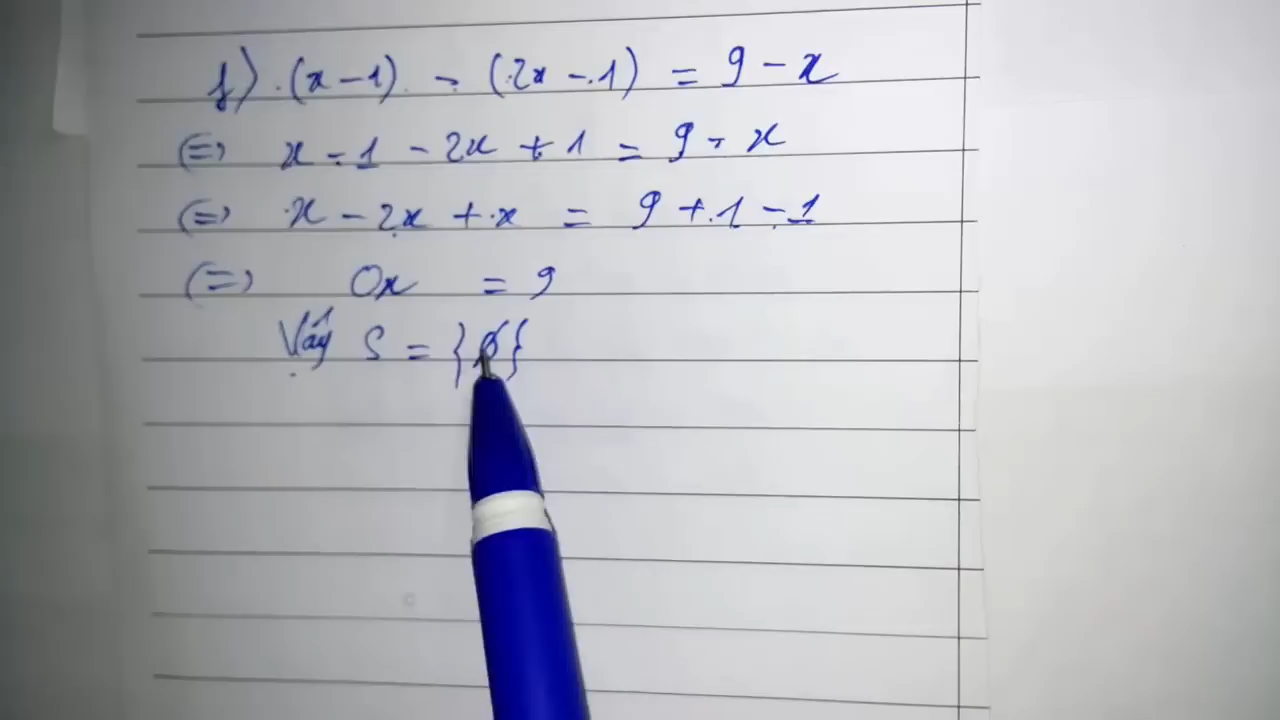 f) (x - 1) - (2x - 1) = 9 - x
(=) x - 1 - 2x + 1 = 9 - x
(=) x - 2x + x = 9 + 1 - 1
(=) 0x = 9
Vậy S = {∅}